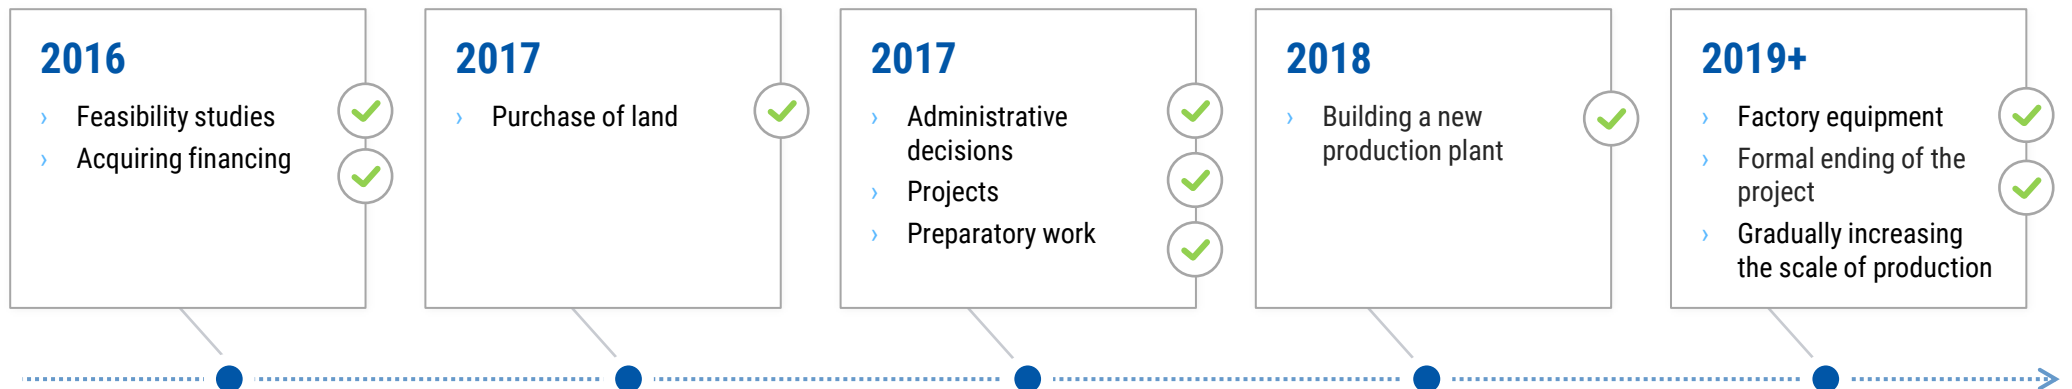 2016
› Feasibility studies
› Acquiring financing
2017
› Purchase of land
2017
› Administrative
decisions
› Projects
› Preparatory work
2018
› Building a new
production plant
2019+
› Factory equipment
› Formal ending of the
project
› Gradually increasing
the scale of production